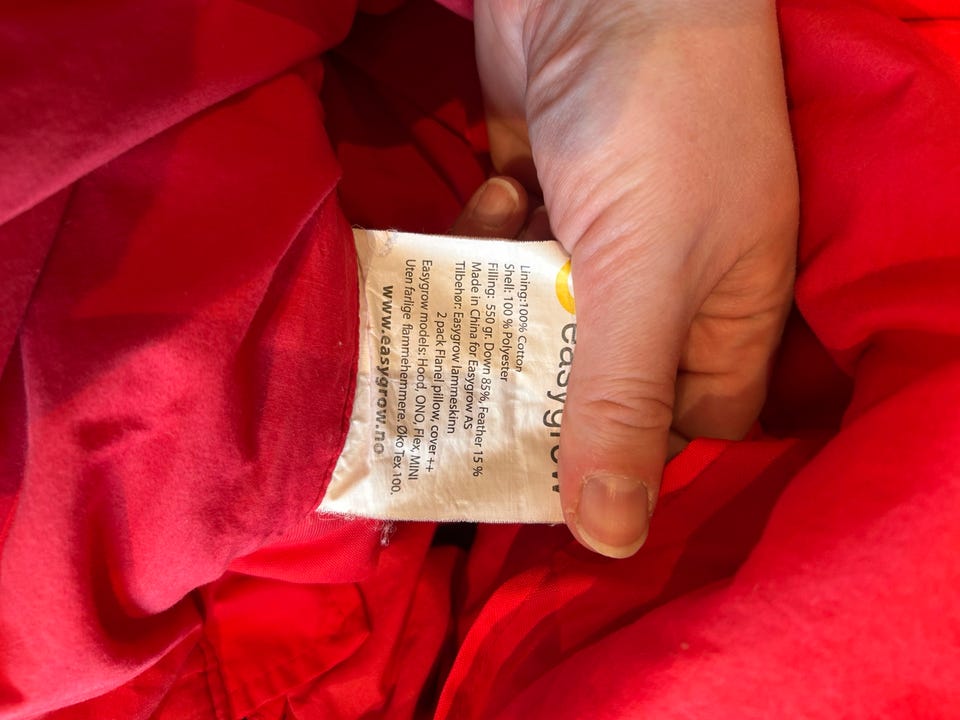 easygrow
Lining:100% Cotton
Shell: 100 % Polyester
Filling: 550 gr. Down 85%, Feather 15 %
Made in China for Easygrow AS
Tilbehør: Easygrow lammeskinn
2 pack Flanel pillow, cover ++
Easygrow models: Hood, ONO, Flex, MINI
Uten farlige flammehemmere. Øko Tex 100.
www.easygrow.no